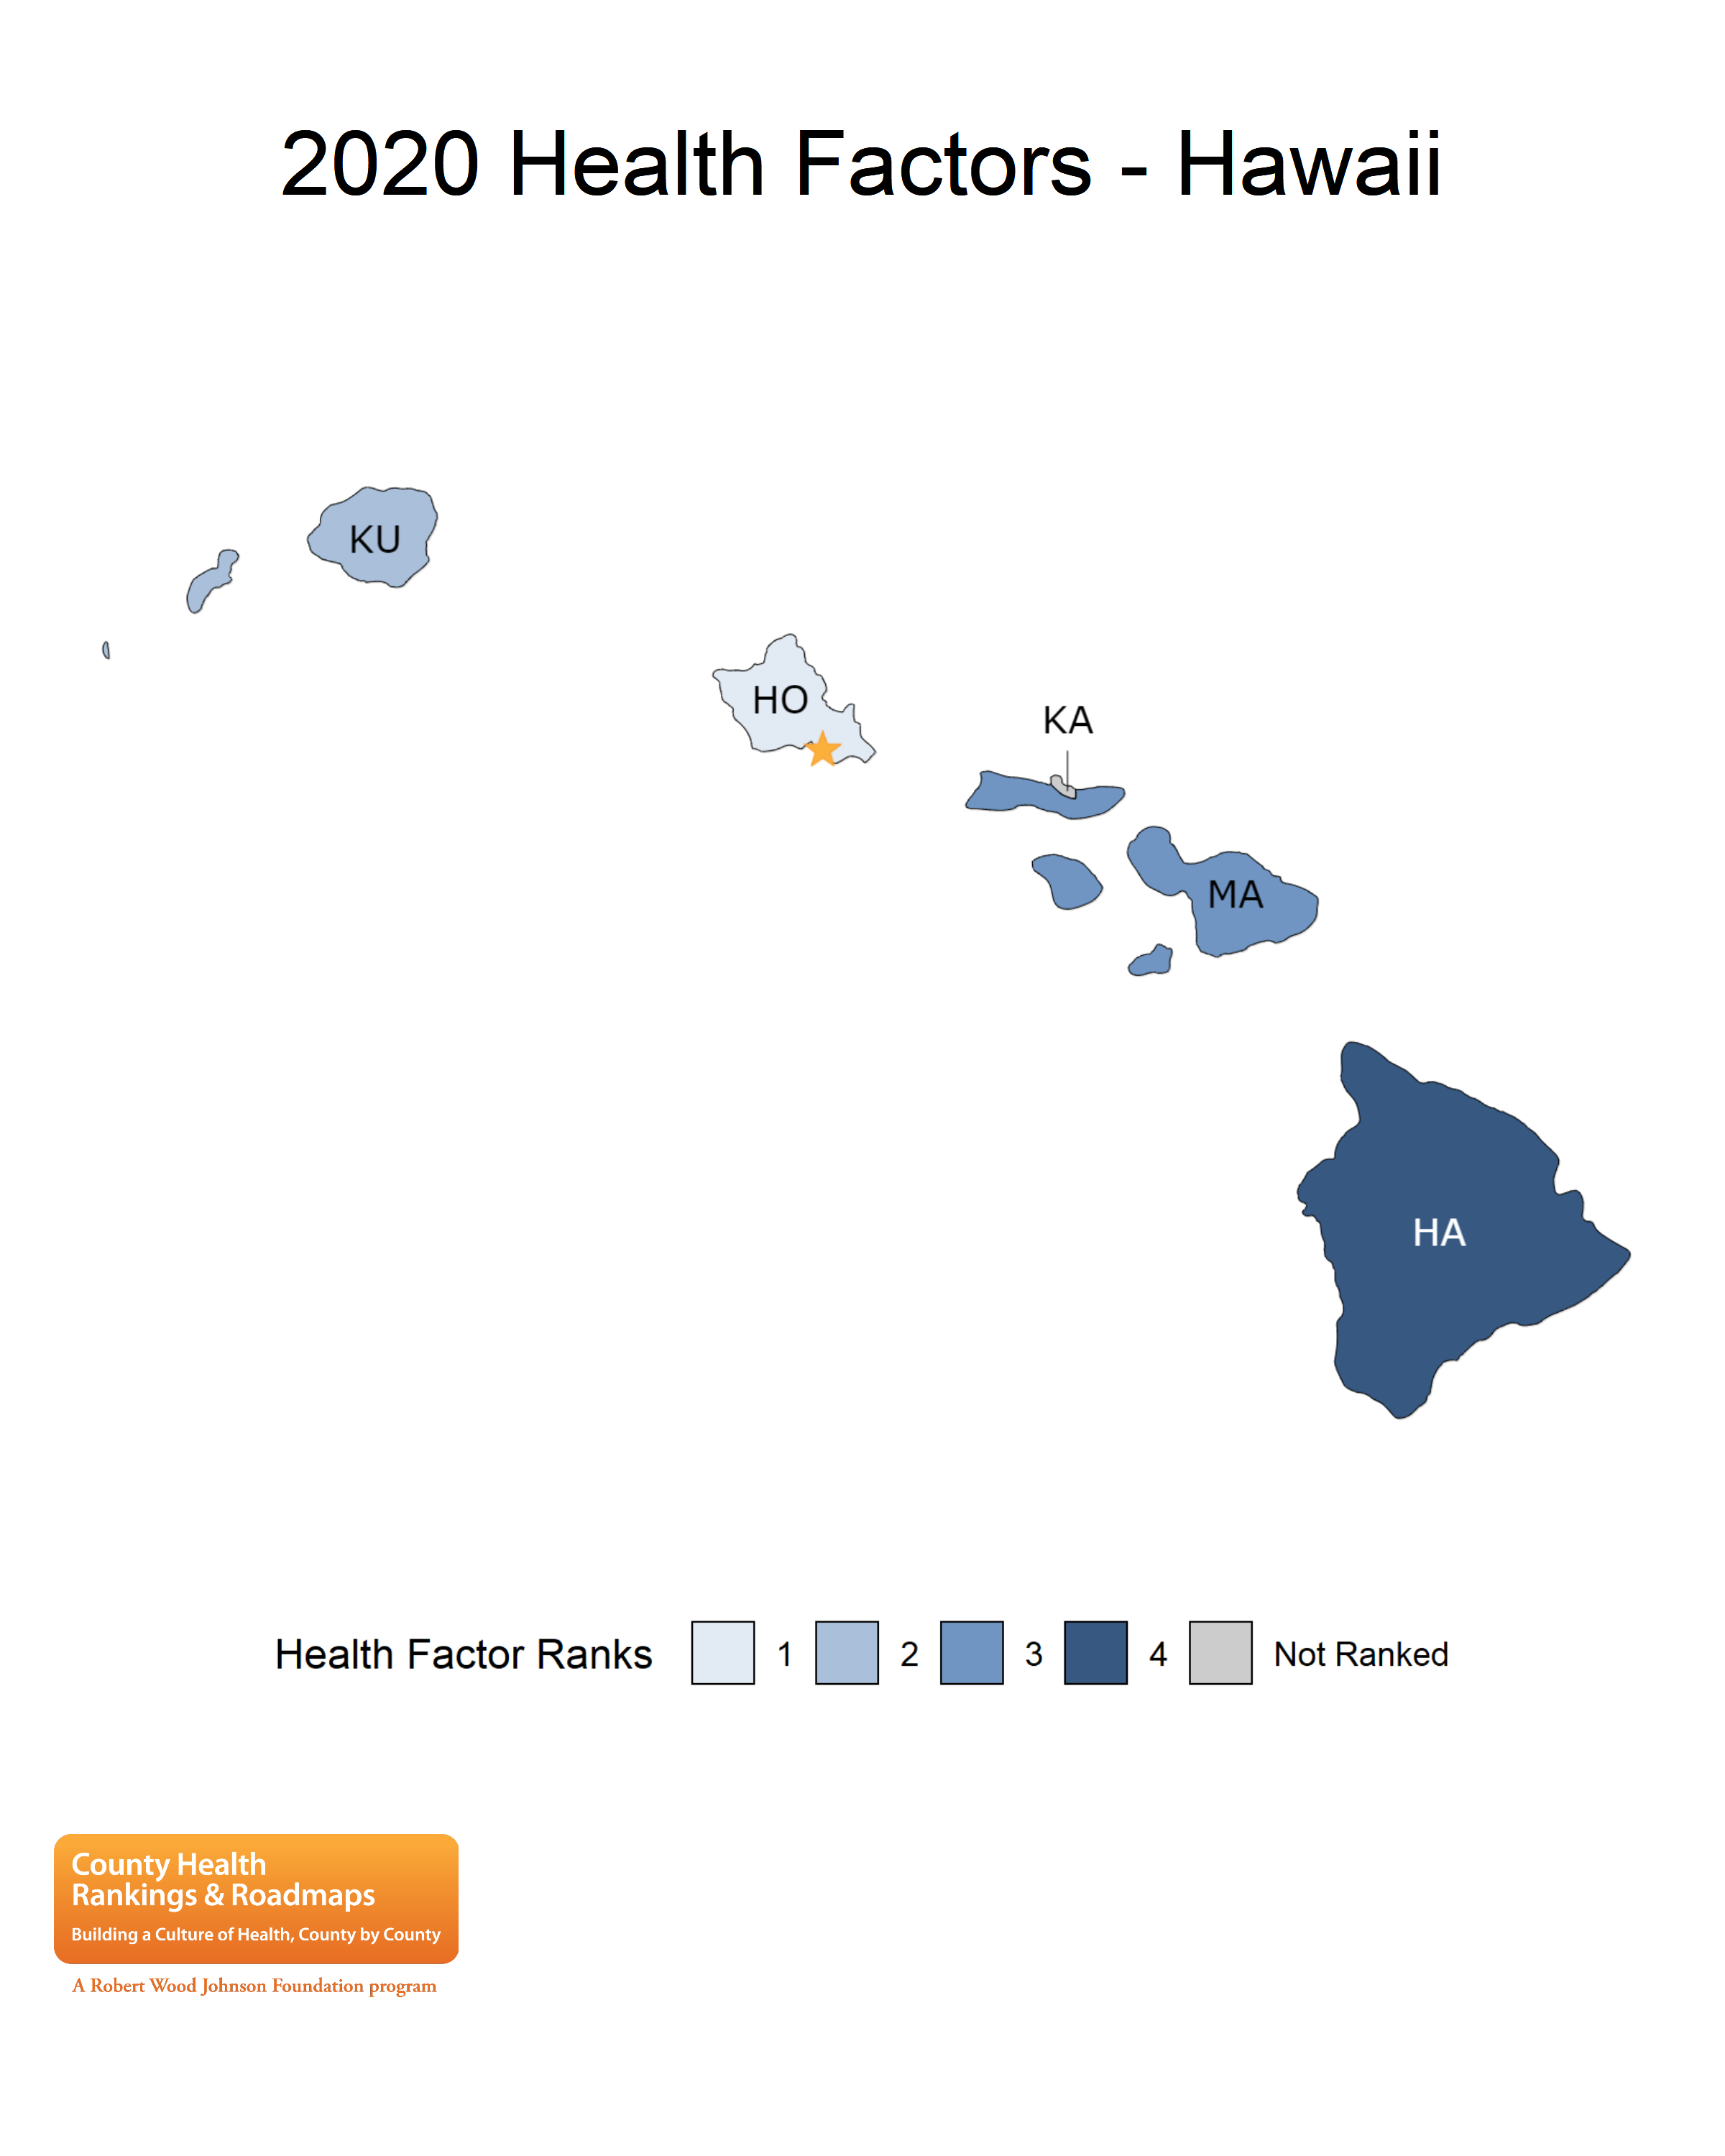 2020 Health Factors - Hawaii
KU
HO
KA
MA
HA
Health Factor Ranks 1 2 3 4 Not Ranked
County Health
Rankings & Roadmaps
Building a Culture of Health, County by County
A Robert Wood Johnson Foundation program